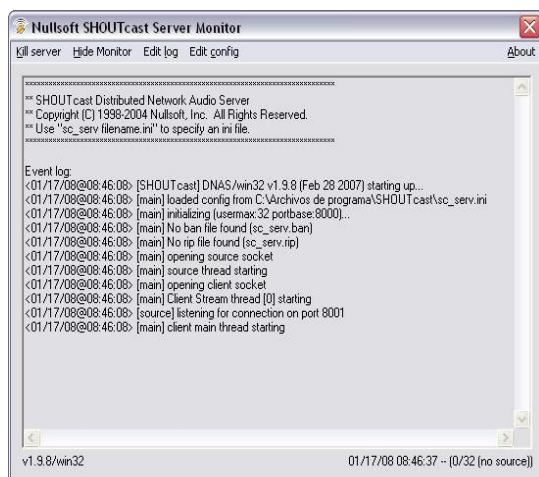 Nullsoft SHOUTcast Server Monitor
Kill server Hide Monitor Edit log Edit config About
*******************************************************************
** SHOUTcast Distributed Network Audio Server
** Copyright (C) 1998-2004 Nullsoft, Inc. All Rights Reserved.
** Use "sc_serv filename.ini" to specify an ini file.
*******************************************************************
Event log:
<01/17/08@08:46:08> [SHOUTcast] DNAS/win32 v1.9.8 (Feb 28 2007) starting up...
<01/17/08@08:46:08> [main] loaded config from C:\Archivos de programa\SHOUTcast\sc_serv.ini
<01/17/08@08:46:08> [main] initializing (usermax:32 portbase:8000)...
<01/17/08@08:46:08> [main] No ban file found (sc_serv.ban)
<01/17/08@08:46:08> [main] No rip file found (sc_serv.rip)
<01/17/08@08:46:08> [main] opening source socket
<01/17/08@08:46:08> [main] source thread starting
<01/17/08@08:46:08> [main] opening client socket
<01/17/08@08:46:08> [main] Client Stream thread [0] starting
<01/17/08@08:46:08> [source] listening for connection on port 8001
<01/17/08@08:46:08> [main] client main thread starting
v1.9.8/win32 01/17/08 08:46:37 -- (0/32 (no source))